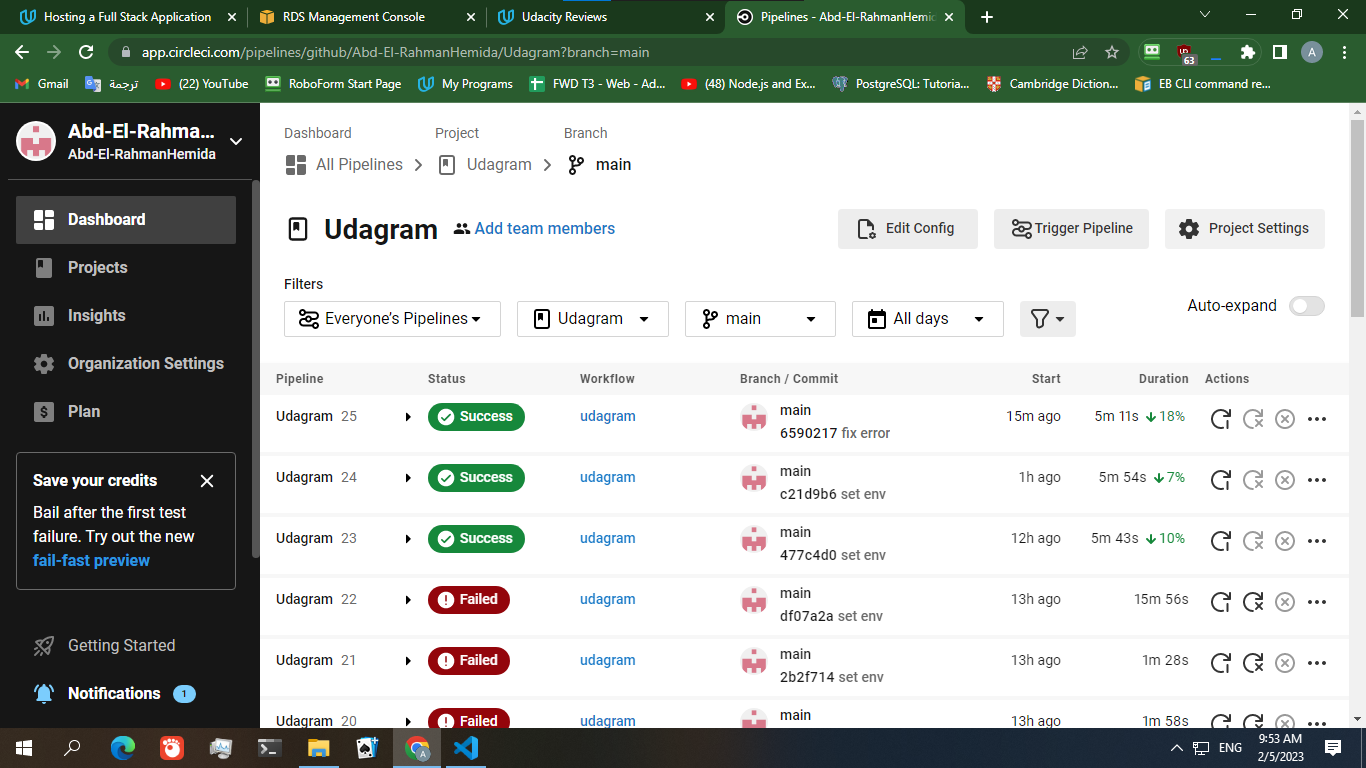 Hosting a Full Stack Application
RDS Management Console
Udacity Reviews
Pipelines - Abd-El-RahmanHemid
app.circleci.com/pipelines/github/Abd-El-RahmanHemida/Udagram?branch=main
63
A
Gmail
ترجمة
(22) YouTube
RoboForm Start Page
My Programs
FWD T3 - Web - Ad...
(48) Node.js and Ex...
PostgreSQL: Tutoria...
Cambridge Diction...
EB CLI command re...
Abd-El-Rahma...
Abd-El-RahmanHemida
Dashboard
Projects
Insights
Organization Settings
Plan
Save your credits
Bail after the first test
failure. Try out the new
fail-fast preview
Getting Started
Notifications 1
Dashboard Project Branch
All Pipelines Udagram main
Udagram Add team members
Edit Config Trigger Pipeline Project Settings
Filters
Everyone’s Pipelines Udagram main All days
Auto-expand
Pipeline Status Workflow Branch / Commit Start Duration Actions
Udagram 25 Success udagram main 15m ago 5m 11s 18%
6590217 fix error
Udagram 24 Success udagram main 1h ago 5m 54s 7%
c21d9b6 set env
Udagram 23 Success udagram main 12h ago 5m 43s 10%
477c4d0 set env
Udagram 22 Failed udagram main 13h ago 15m 56s
df07a2a set env
Udagram 21 Failed udagram main 13h ago 1m 28s
2b2f714 set env
Udagram 20 Failed udagram main 13h ago 1m 58s
A
ENG
9:53 AM
2/5/2023